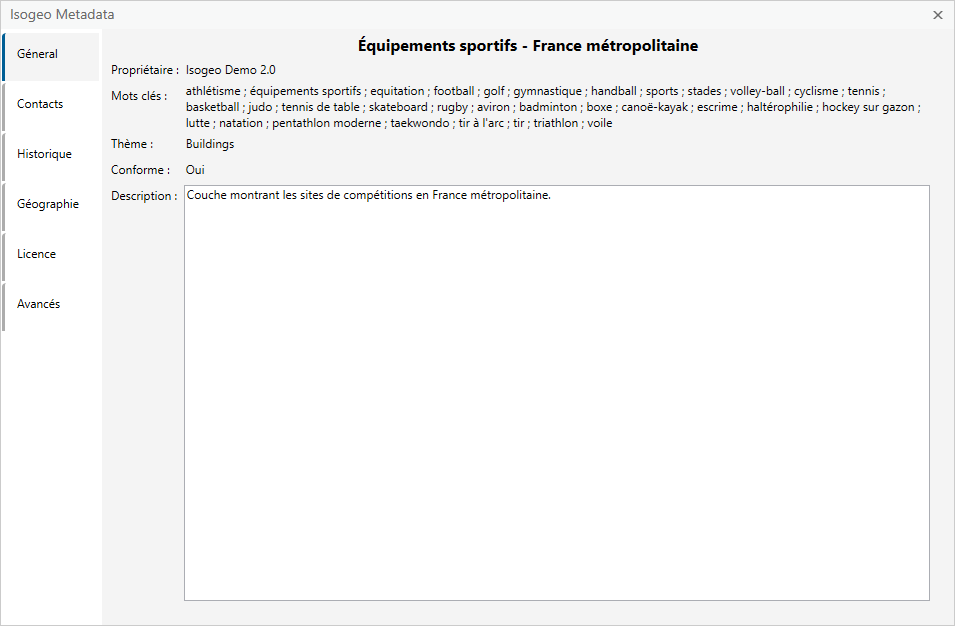 Isogeo Metadata
Équipements sportifs - France métropolitaine
Géneral
Contacts
Historique
Géographie
Licence
Avancés
Propriétaire : Isogeo Demo 2.0
Mots clés : athlétisme ; équipements sportifs ; equitation ; football ; golf ; gymnastique ; handball ; sports ; stades ; volley-ball ; cyclisme ; tennis ;
basketball ; judo ; tennis de table ; skateboard ; rugby ; aviron ; badminton ; boxe ; canoë-kayak ; escrime ; haltérophilie ; hockey sur gazon ;
lutte ; natation ; pentathlon moderne ; taekwondo ; tir à l'arc ; tir ; triathlon ; voile
Thème : Buildings
Conforme : Oui
Description : Couche montrant les sites de compétitions en France métropolitaine.